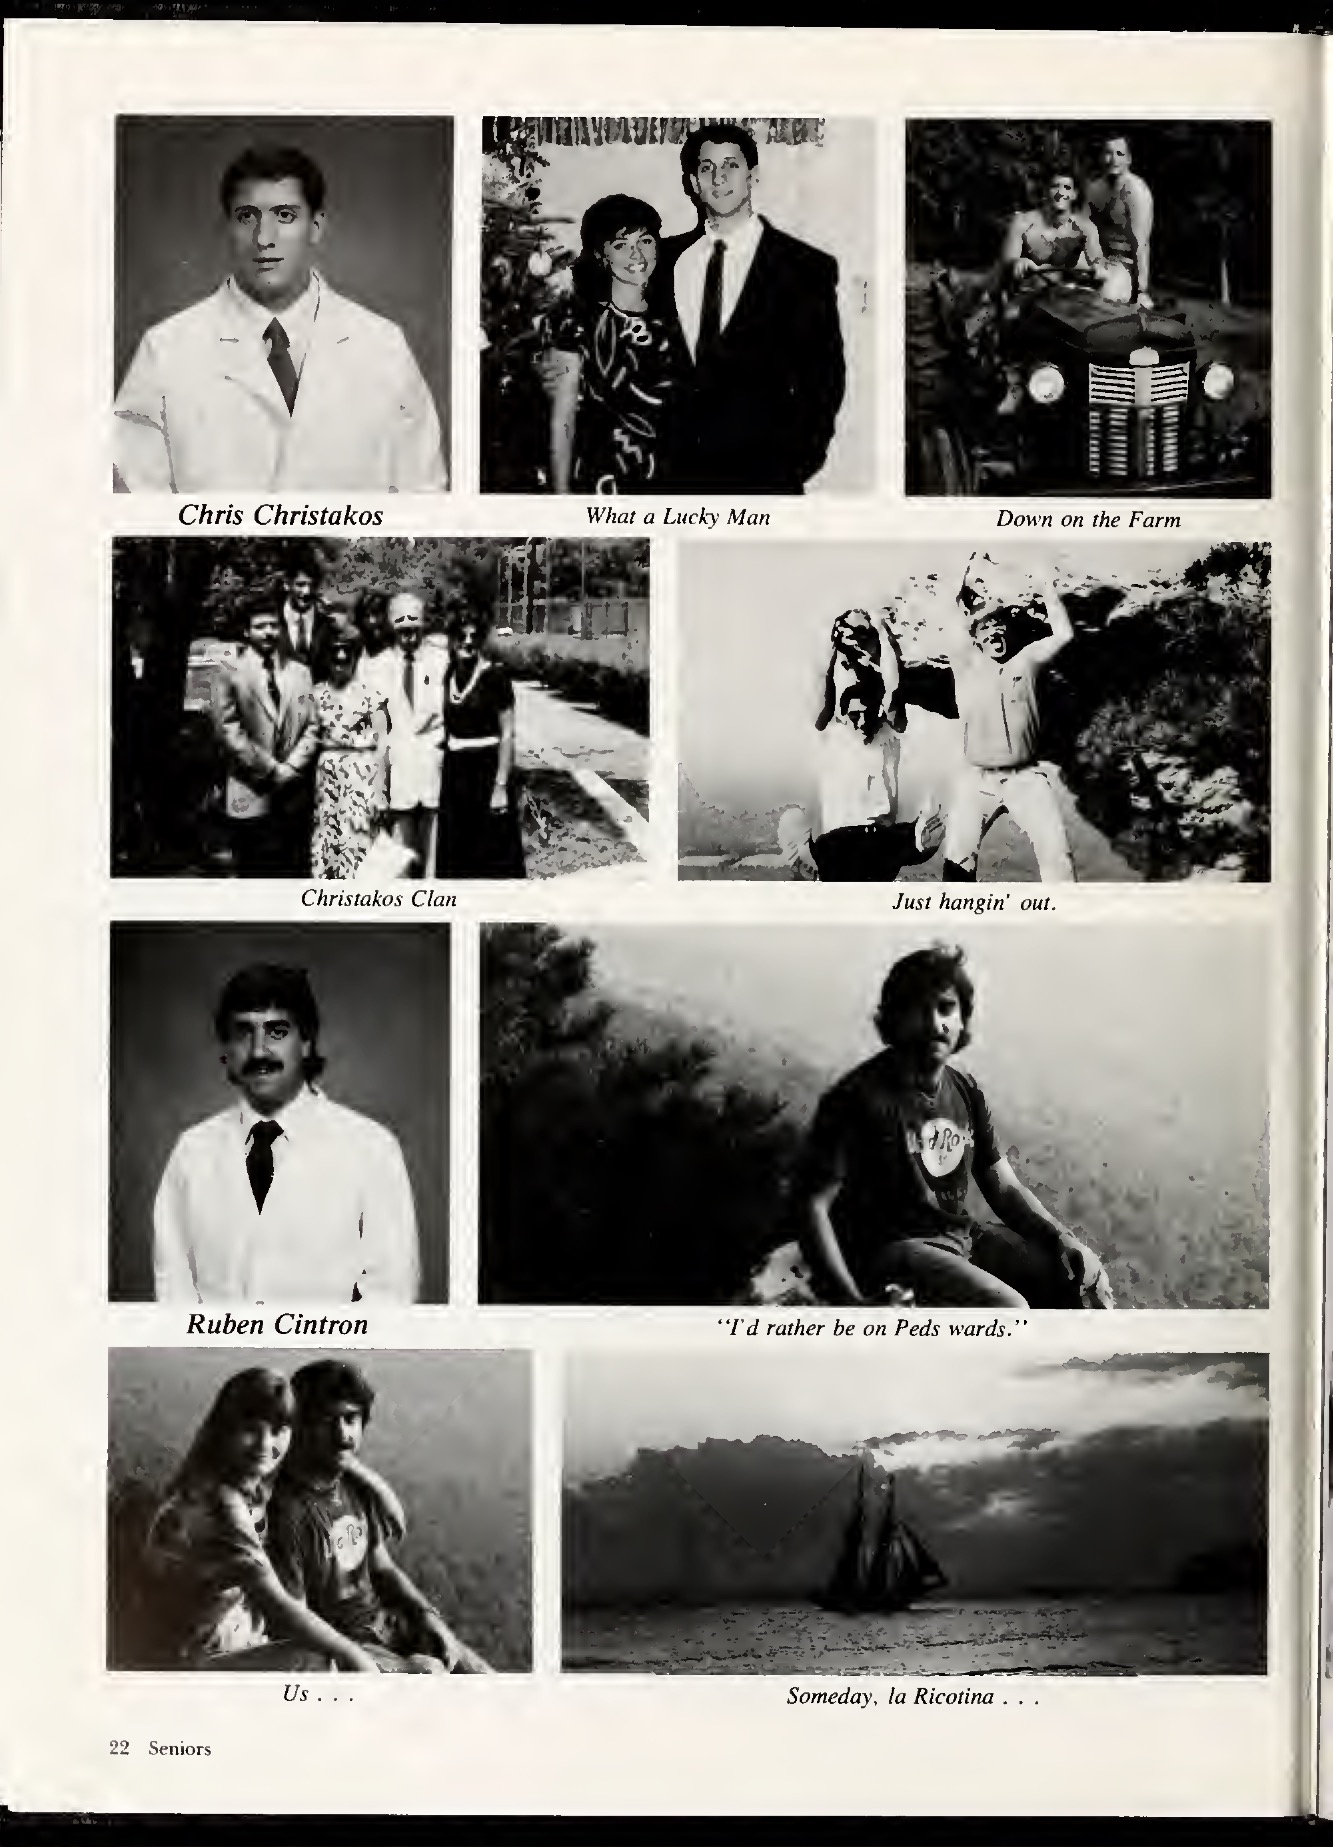 Chris Christakos
What a Lucky Man
Down on the Farm
Christakos Clan
Just hangin' out.
Ruben Cintron
"I'd rather be on Peds wards."
Us . . .
Someday, la Ricotina . . .
22 Seniors